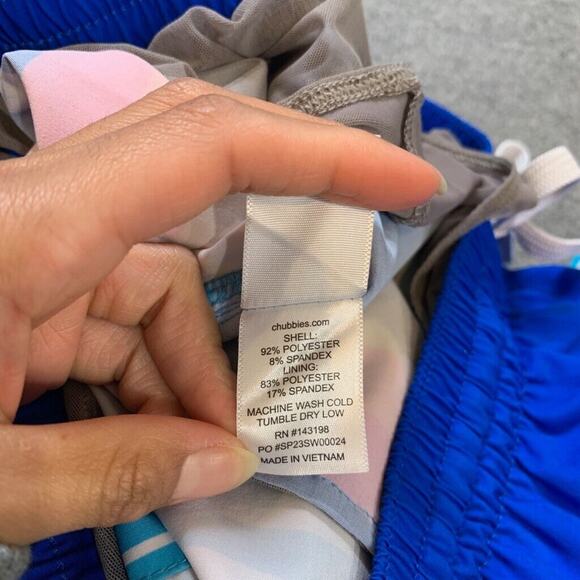 chubbies.com
SHELL:
92% POLYESTER
8% SPANDEX
LINING:
83% POLYESTER
17% SPANDEX
MACHINE WASH COLD
TUMBLE DRY LOW
RN #143198
PO #SP23SW00024
MADE IN VIETNAM